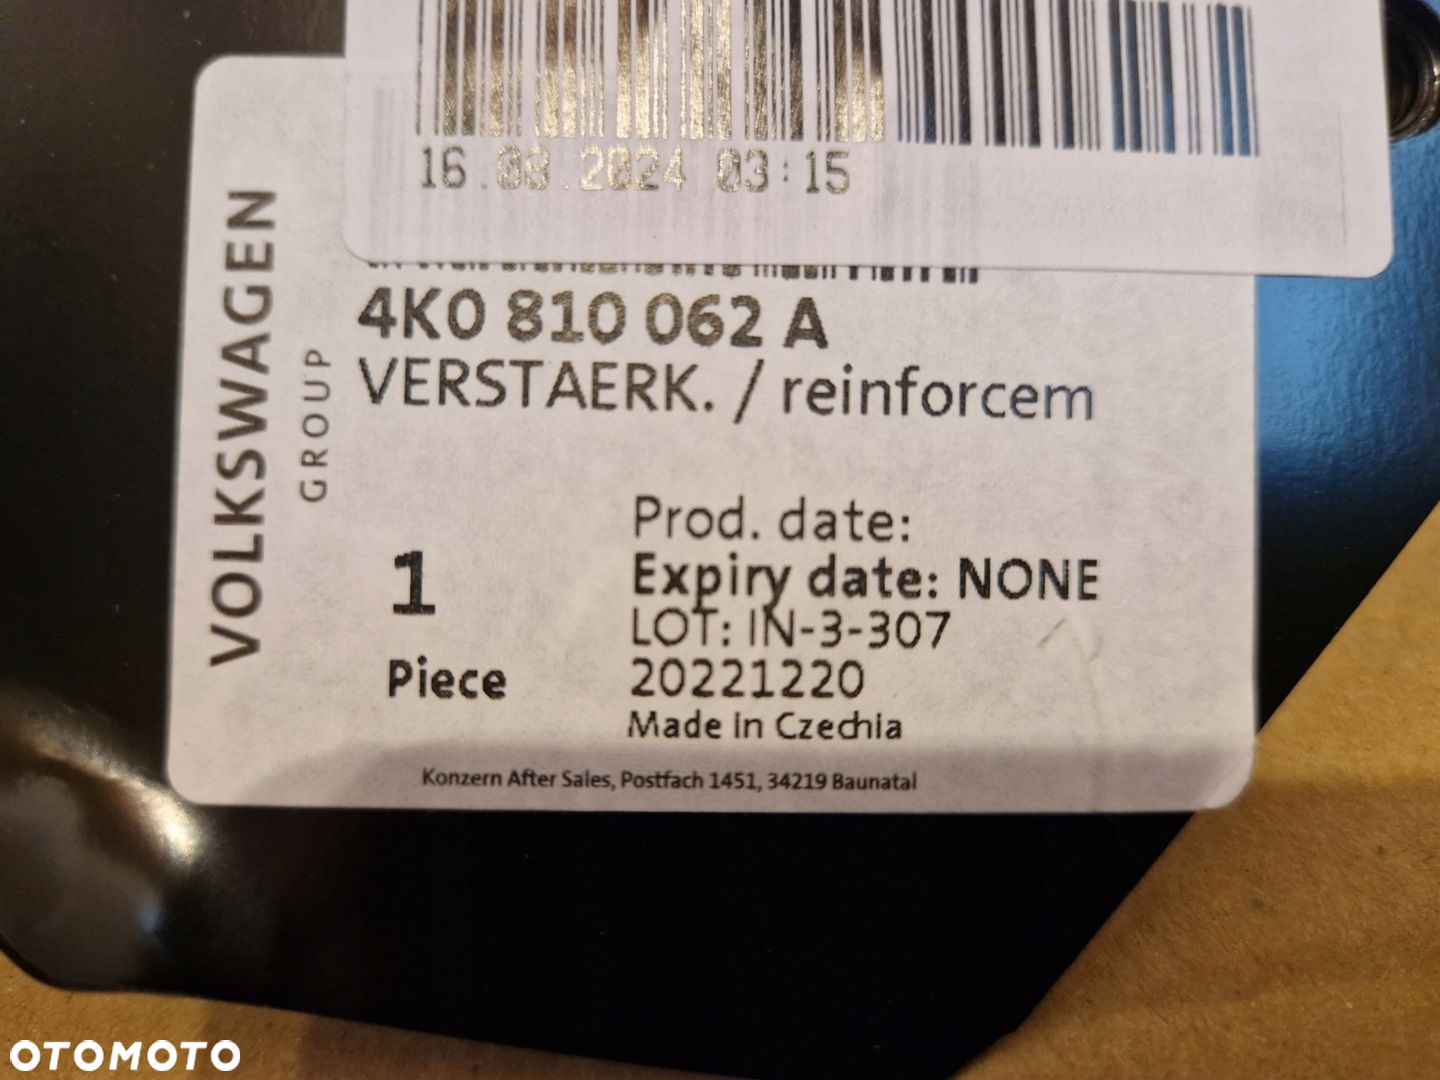 16.08.2024 03:15
VOLKSWAGEN
GROUP
4K0 810 062 A
VERSTAERK. / reinforcem
1
Piece
Prod. date:
Expiry date: NONE
LOT: IN-3-307
20221220
Made in Czechia
Konzern After Sales, Postfach 1451, 34219 Baunatal
OTOMOTO